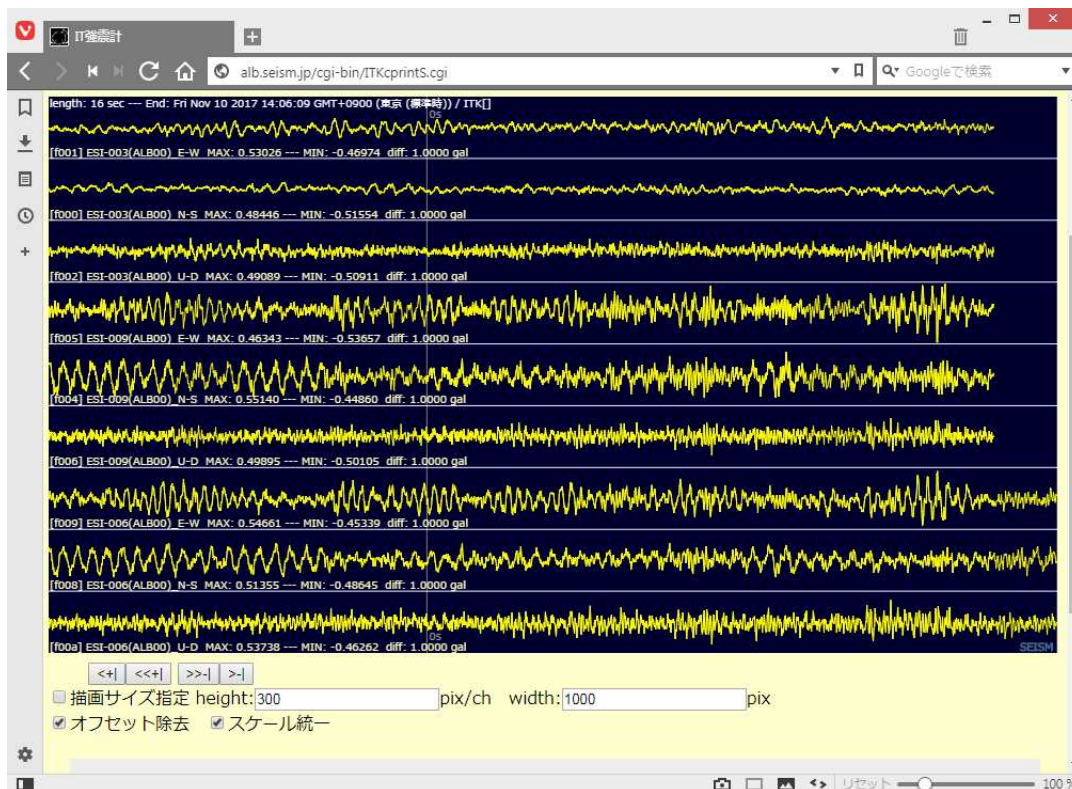 IT強震計
alb.seism.jp/cgi-bin/ITKcprintS.cgi
Googleで検索
length: 16 sec --- End: Fri Nov 10 2017 14:06:09 GMT+0900 (東京 (標準時)) / ITK[]
0s
[f001] ESI-003(ALB00)_E-W MAX: 0.53026 --- MIN: -0.46974 diff: 1.0000 gal
[f000] ESI-003(ALB00)_N-S MAX: 0.48446 --- MIN: -0.51554 diff: 1.0000 gal
[f002] ESI-003(ALB00)_U-D MAX: 0.49089 --- MIN: -0.50911 diff: 1.0000 gal
[f005] ESI-009(ALB00)_E-W MAX: 0.46343 --- MIN: -0.53657 diff: 1.0000 gal
[f004] ESI-009(ALB00)_N-S MAX: 0.55140 --- MIN: -0.44860 diff: 1.0000 gal
[f006] ESI-009(ALB00)_U-D MAX: 0.49895 --- MIN: -0.50105 diff: 1.0000 gal
[f009] ESI-006(ALB00)_E-W MAX: 0.54661 --- MIN: -0.45339 diff: 1.0000 gal
[f008] ESI-006(ALB00)_N-S MAX: 0.51355 --- MIN: -0.48645 diff: 1.0000 gal
0s
[f00a] ESI-006(ALB00)_U-D MAX: 0.53738 --- MIN: -0.46262 diff: 1.0000 gal
SEISM
<+| <<+| >>-| >-|
描画サイズ指定 height: 300 pix/ch width: 1000 pix
オフセット除去 スケール統一
リセット 100 %